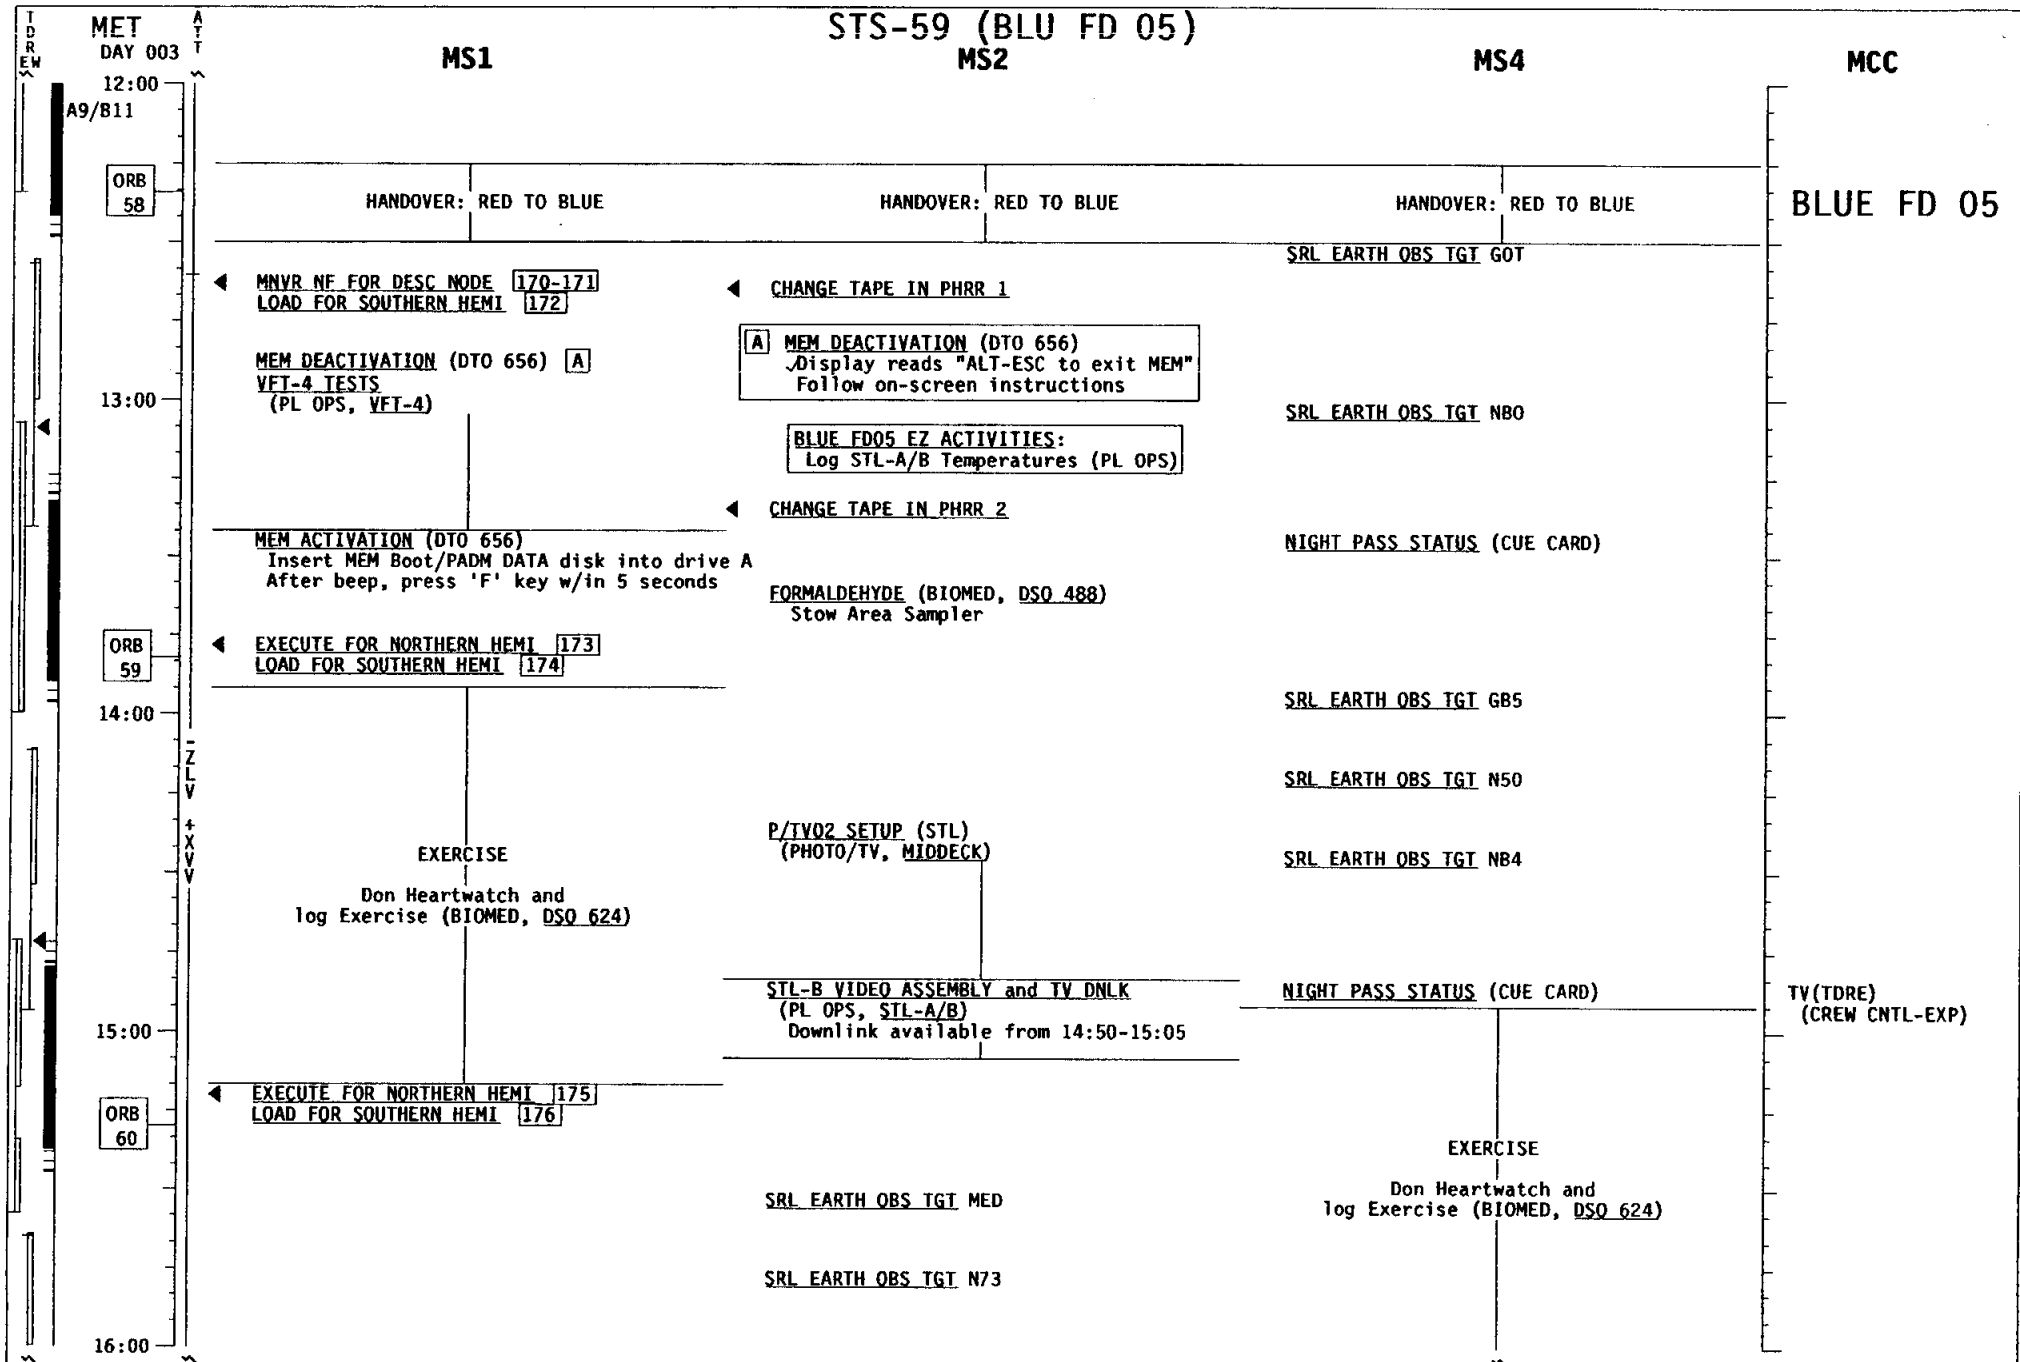 STS-59 (BLU FD 05)
TDRE W
MET
DAY 003
ATT
MS1
MS2
MS4
MCC
12:00
A9/B11
ORB
58
HANDOVER: RED TO BLUE
HANDOVER: RED TO BLUE
HANDOVER: RED TO BLUE
BLUE FD 05
SRL EARTH OBS TGT GOT
MNVR NF FOR DESC NODE 170-171
LOAD FOR SOUTHERN HEMI 172
CHANGE TAPE IN PHRR 1
MEM DEACTIVATION (DTO 656) A
VFT-4 TESTS
(PL OPS, VFT-4)
A MEM DEACTIVATION (DTO 656)
√Display reads "ALT-ESC to exit MEM"
Follow on-screen instructions
13:00
SRL EARTH OBS TGT NBO
BLUE FD05 EZ ACTIVITIES:
Log STL-A/B Temperatures (PL OPS)
CHANGE TAPE IN PHRR 2
MEM ACTIVATION (DTO 656)
Insert MEM Boot/PADM DATA disk into drive A
After beep, press 'F' key w/in 5 seconds
NIGHT PASS STATUS (CUE CARD)
FORMALDEHYDE (BIOMED, DSO 488)
Stow Area Sampler
ORB
59
EXECUTE FOR NORTHERN HEMI 173
LOAD FOR SOUTHERN HEMI 174
14:00
SRL EARTH OBS TGT GB5
-ZLV +XVV
SRL EARTH OBS TGT N50
P/TV02 SETUP (STL)
(PHOTO/TV, MIDDECK)
SRL EARTH OBS TGT NB4
EXERCISE
Don Heartwatch and
log Exercise (BIOMED, DSO 624)
STL-B VIDEO ASSEMBLY and TV DNLK
(PL OPS, STL-A/B)
Downlink available from 14:50-15:05
NIGHT PASS STATUS (CUE CARD)
TV(TDRE)
(CREW CNTL-EXP)
15:00
EXECUTE FOR NORTHERN HEMI 175
LOAD FOR SOUTHERN HEMI 176
ORB
60
EXERCISE
Don Heartwatch and
log Exercise (BIOMED, DSO 624)
SRL EARTH OBS TGT MED
SRL EARTH OBS TGT N73
16:00